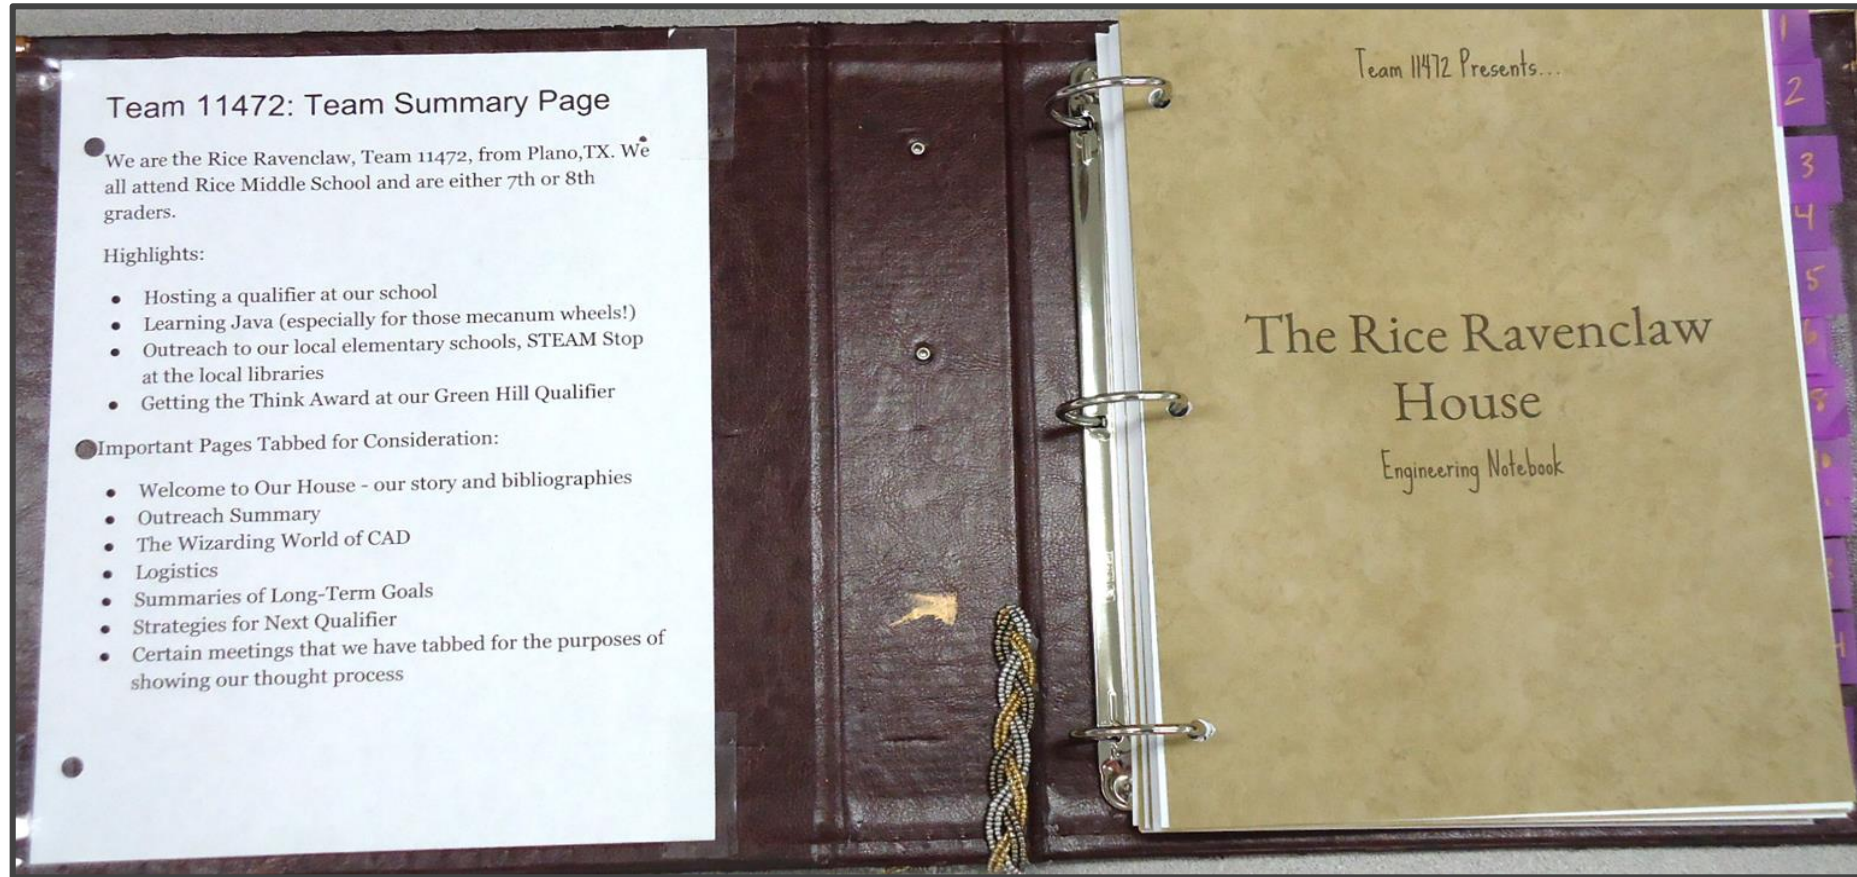 Team 11472: Team Summary Page
We are the Rice Ravenclaw, Team 11472, from Plano,TX. We
all attend Rice Middle School and are either 7th or 8th
graders.
Highlights:
• Hosting a qualifier at our school
• Learning Java (especially for those mecanum wheels!)
• Outreach to our local elementary schools, STEAM Stop
at the local libraries
• Getting the Think Award at our Green Hill Qualifier
Important Pages Tabbed for Consideration:
• Welcome to Our House - our story and bibliographies
• Outreach Summary
• The Wizarding World of CAD
• Logistics
• Summaries of Long-Term Goals
• Strategies for Next Qualifier
• Certain meetings that we have tabbed for the purposes of
showing our thought process
Team 11472 Presents...
The Rice Ravenclaw
House
Engineering Notebook
1
2
3
4
5
6
8